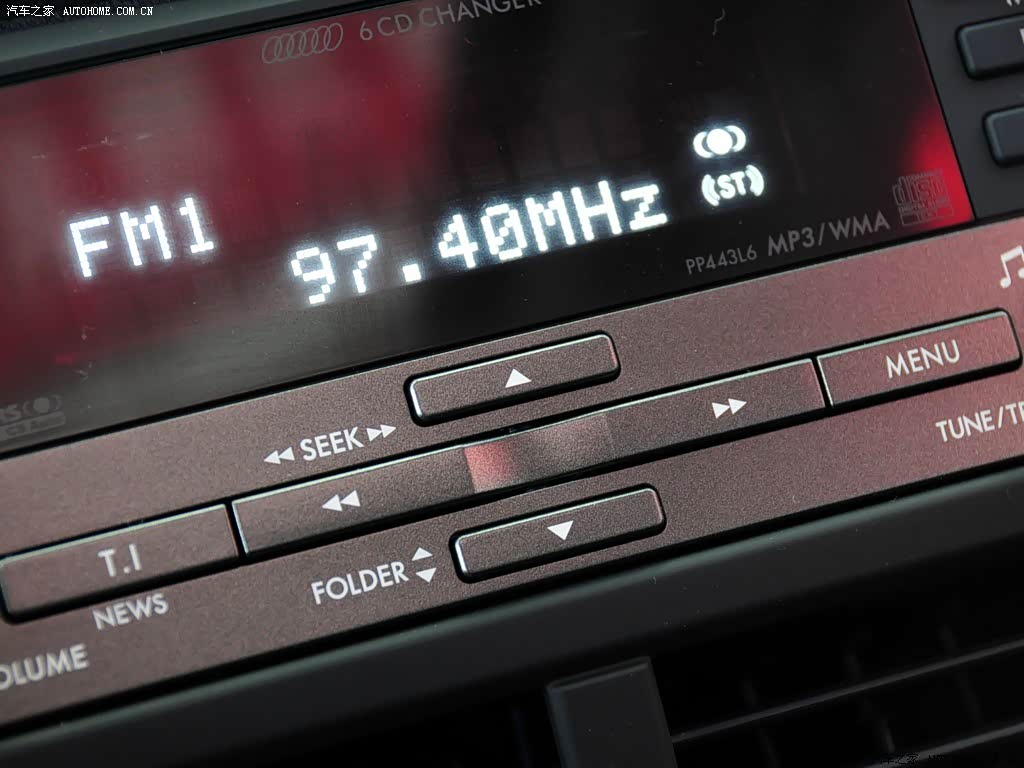 汽车之家 AUTOHOME.COM.CN
6 CD CHANGER
FM1
97.40MHz
(ST)
PP443L6 MP3/WMA
disc
MENU
SEEK
TUNE/
T.I
FOLDER
NEWS
OLUME